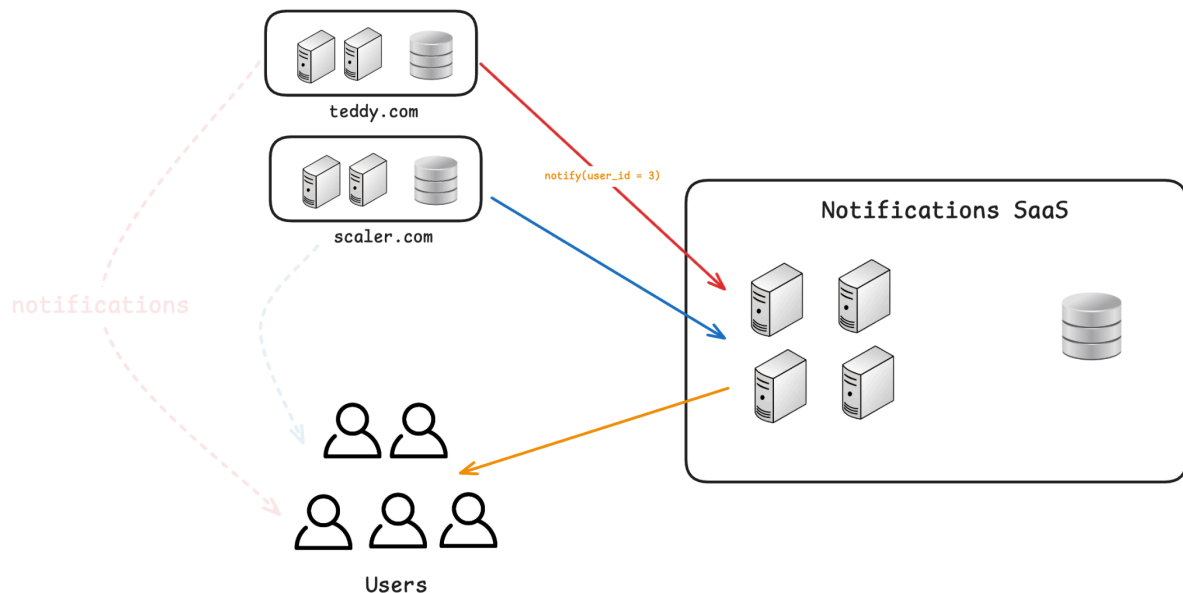 teddy.com
scaler.com
notify(user_id = 3)
Notifications SaaS
notifications
Users